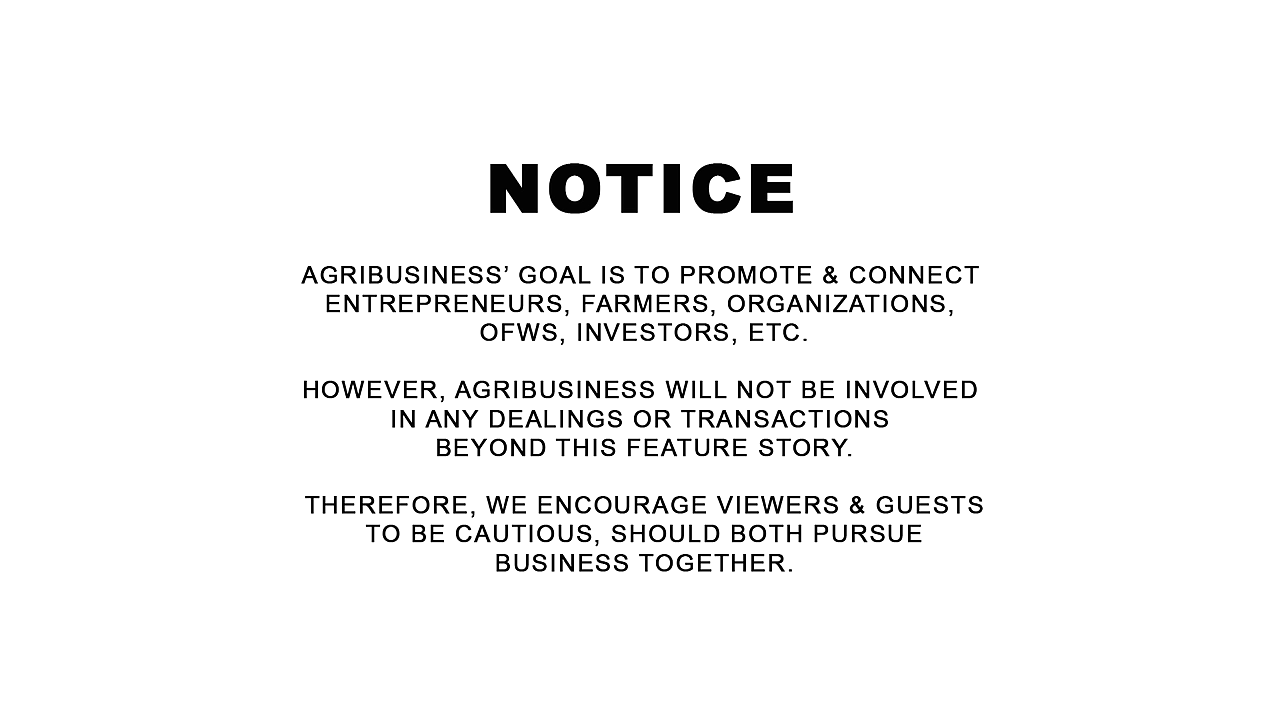 NOTICE
AGRIBUSINESS’ GOAL IS TO PROMOTE & CONNECT
ENTREPRENEURS, FARMERS, ORGANIZATIONS,
OFWS, INVESTORS, ETC.
HOWEVER, AGRIBUSINESS WILL NOT BE INVOLVED
IN ANY DEALINGS OR TRANSACTIONS
BEYOND THIS FEATURE STORY.
THEREFORE, WE ENCOURAGE VIEWERS & GUESTS
TO BE CAUTIOUS, SHOULD BOTH PURSUE
BUSINESS TOGETHER.